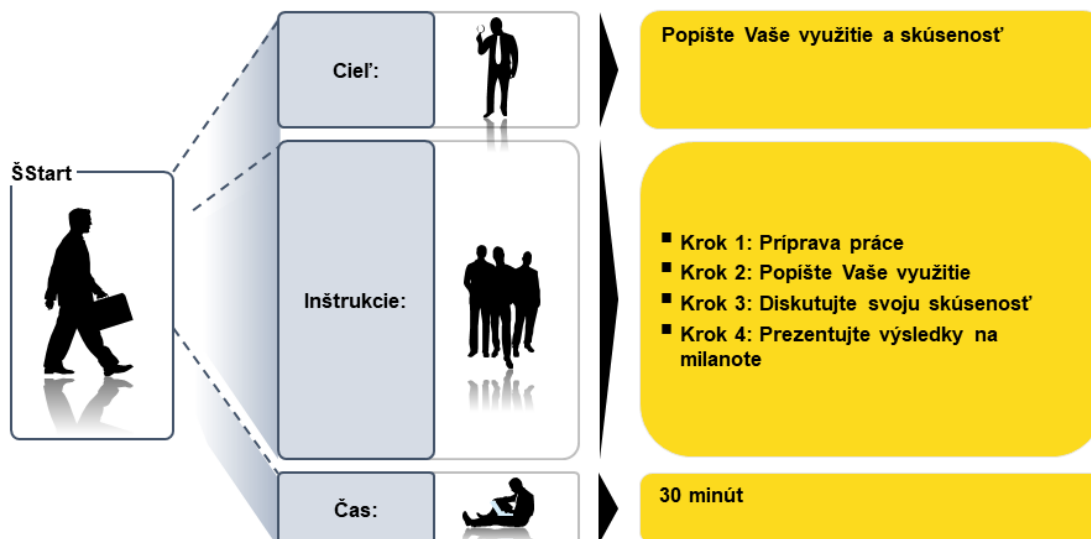 ŠStart
Cieľ:
Popíšte Vaše využitie a skúsenosť
Inštrukcie:
▪ Krok 1: Príprava práce
▪ Krok 2: Popíšte Vaše využitie
▪ Krok 3: Diskutujte svoju skúsenosť
▪ Krok 4: Prezentujte výsledky na
milanote
Čas:
30 minút